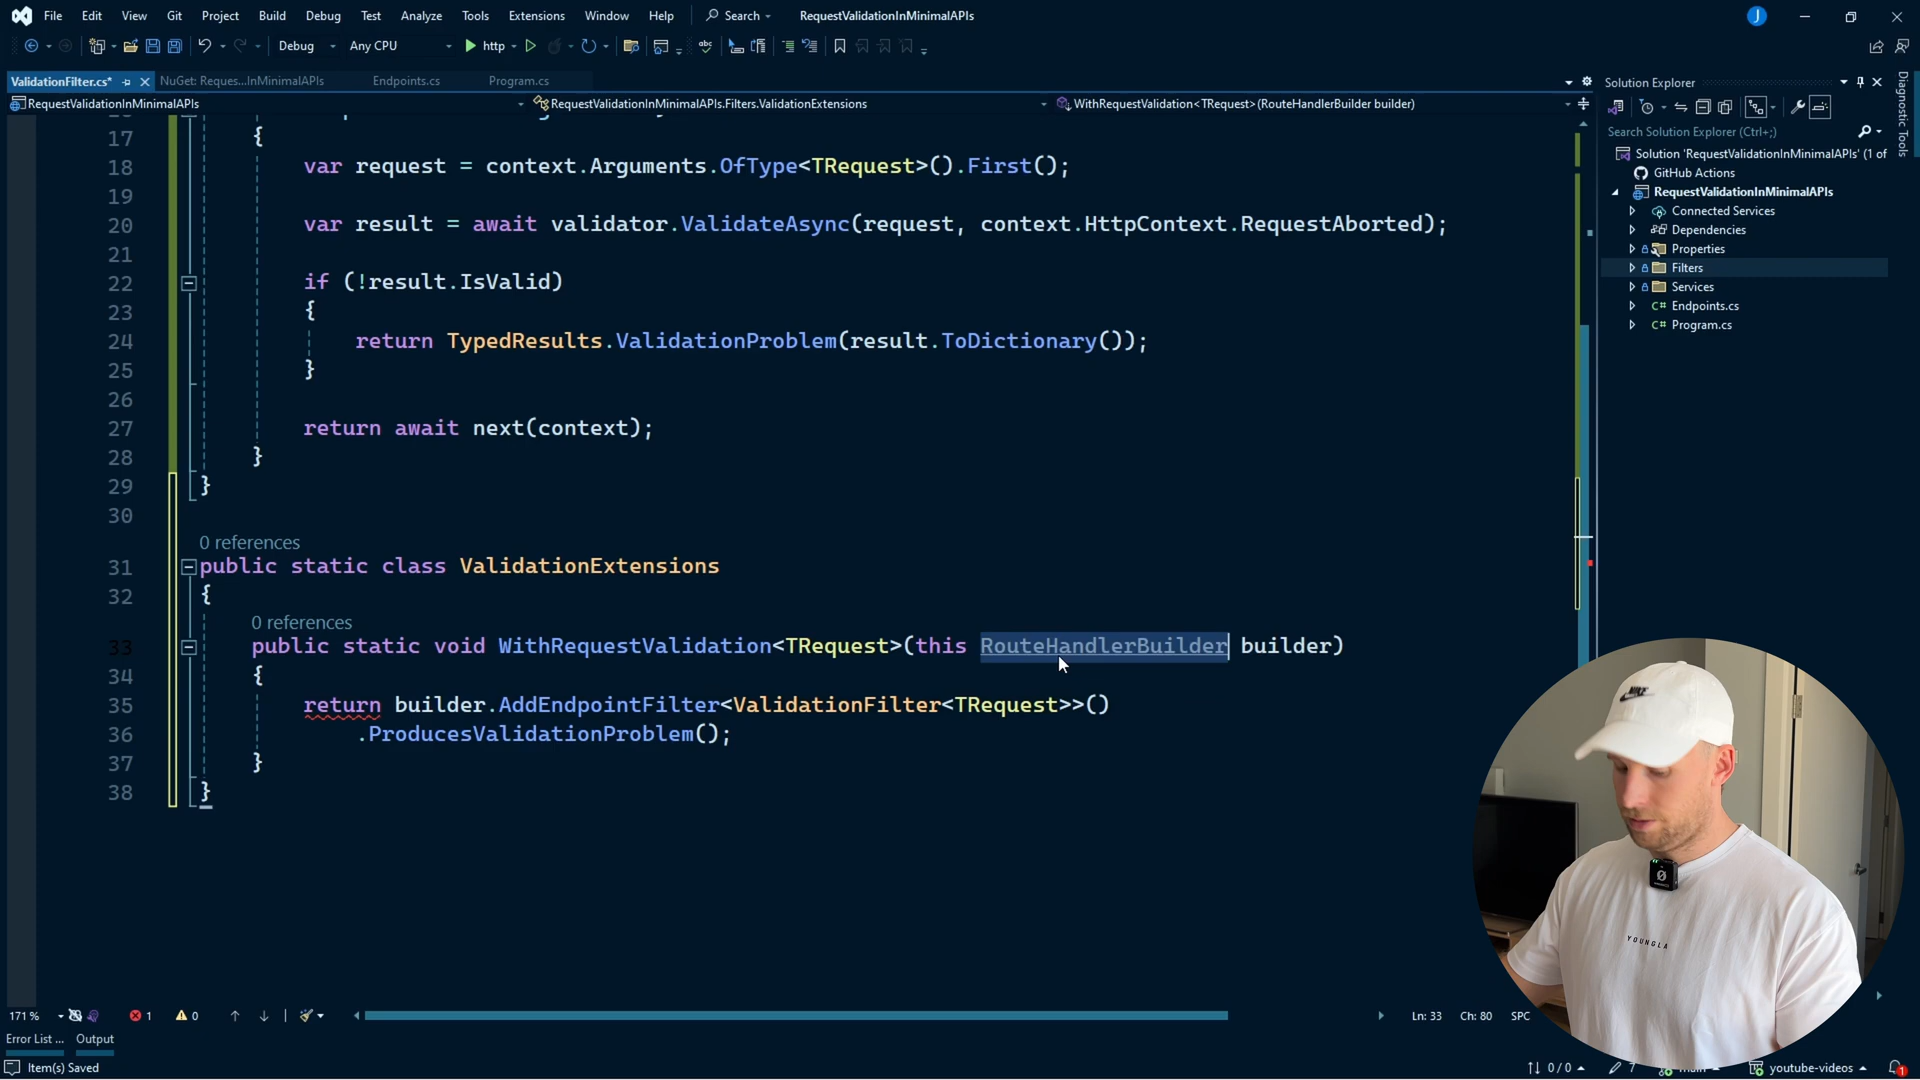 File Edit View Git Project Build Debug Test Analyze Tools Extensions Window Help Search RequestValidationInMinimalAPIs J
Debug Any CPU http
ValidationFilter.cs* NuGet: Reques...InMinimalAPIs Endpoints.cs Program.cs
RequestValidationInMinimalAPIs RequestValidationInMinimalAPIs.Filters.ValidationExtensions WithRequestValidation<TRequest>(RouteHandlerBuilder builder)
17 {
18 var request = context.Arguments.OfType<TRequest>().First();
19
20 var result = await validator.ValidateAsync(request, context.HttpContext.RequestAborted);
21
22 if (!result.IsValid)
23 {
24 return TypedResults.ValidationProblem(result.ToDictionary());
25 }
26
27 return await next(context);
28 }
29 }
30
0 references
31 public static class ValidationExtensions
32 {
0 references
33 public static void WithRequestValidation<TRequest>(this RouteHandlerBuilder builder)
34 {
35 return builder.AddEndpointFilter<ValidationFilter<TRequest>>()
36 .ProducesValidationProblem();
37 }
38 }
Solution Explorer
Search Solution Explorer (Ctrl+;)
Solution 'RequestValidationInMinimalAPIs' (1 of
GitHub Actions
RequestValidationInMinimalAPIs
Connected Services
Dependencies
Properties
Filters
Services
C# Endpoints.cs
C# Program.cs
Diagnostic Tools
YOUNGLA
171 % 1 0 Ln: 33 Ch: 80 SPC
Error List ... Output
Item(s) Saved 0 / 0 7 main youtube-videos 1